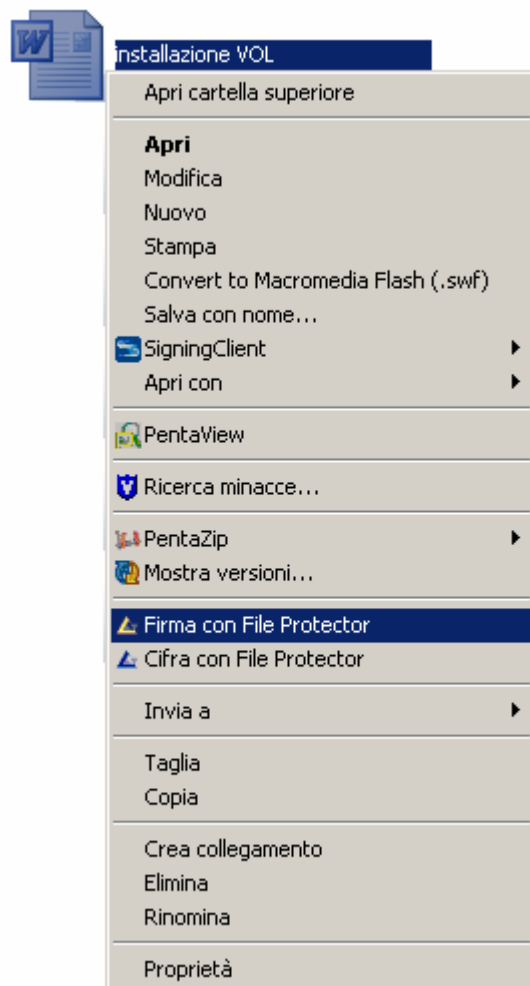 installazione VOL
Apri cartella superiore
Apri
Modifica
Nuovo
Stampa
Convert to Macromedia Flash (.swf)
Salva con nome...
SigningClient
Apri con
PentaView
Ricerca minacce...
PentaZip
Mostra versioni...
Firma con File Protector
Cifra con File Protector
Invia a
Taglia
Copia
Crea collegamento
Elimina
Rinomina
Proprietà